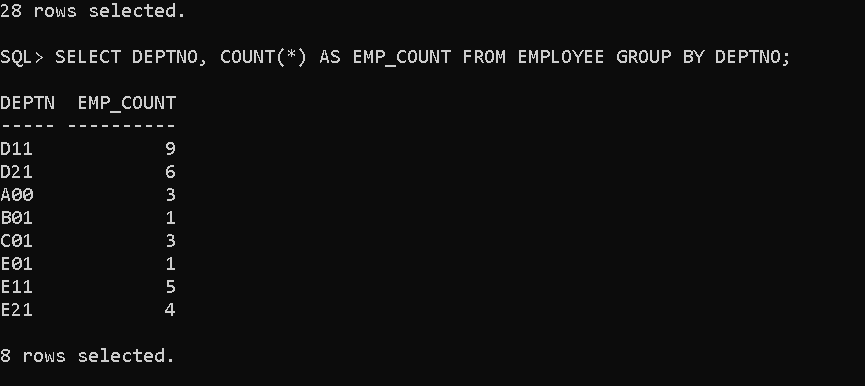 28 rows selected.
SQL> SELECT DEPTNO, COUNT(*) AS EMP_COUNT FROM EMPLOYEE GROUP BY DEPTNO;
DEPTN  EMP_COUNT
----- ----------
D11            9
D21            6
A00            3
B01            1
C01            3
E01            1
E11            5
E21            4
8 rows selected.